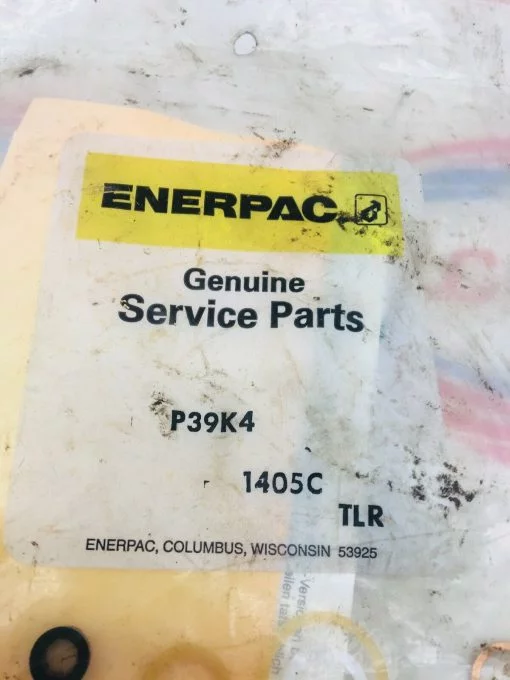 ENERPAC
Genuine
Service Parts
P39K4
1405C
TLR
ENERPAC, COLUMBUS, WISCONSIN 53925